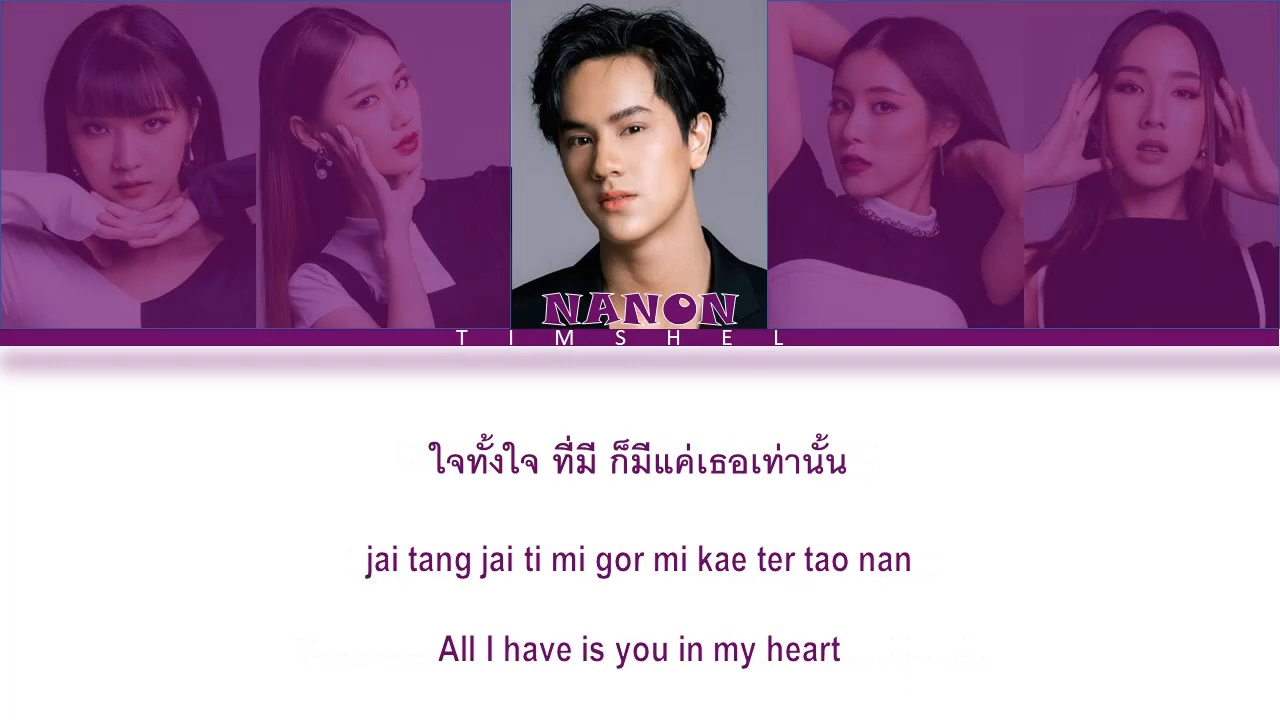 NANON
TIMSHEL
ใจทั้งใจ ที่มี ก็มีแค่เธอเท่านั้น
jai tang jai ti mi gor mi kae ter tao nan
All I have is you in my heart